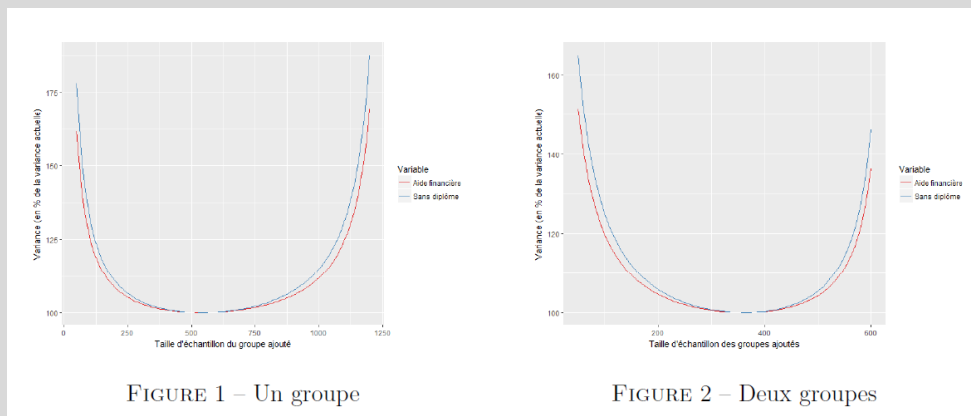 175
150
125
100
0
250
500
750
1000
1250
Variance (en % de la variance actuelle)
Taille d'échantillon du groupe ajouté
Variable
Aide financière
Sans diplôme
FIGURE 1 – Un groupe
160
140
120
100
200
400
600
Variance (en % de la variance actuelle)
Taille d'échantillon des groupes ajoutés
Variable
Aide financière
Sans diplôme
FIGURE 2 – Deux groupes